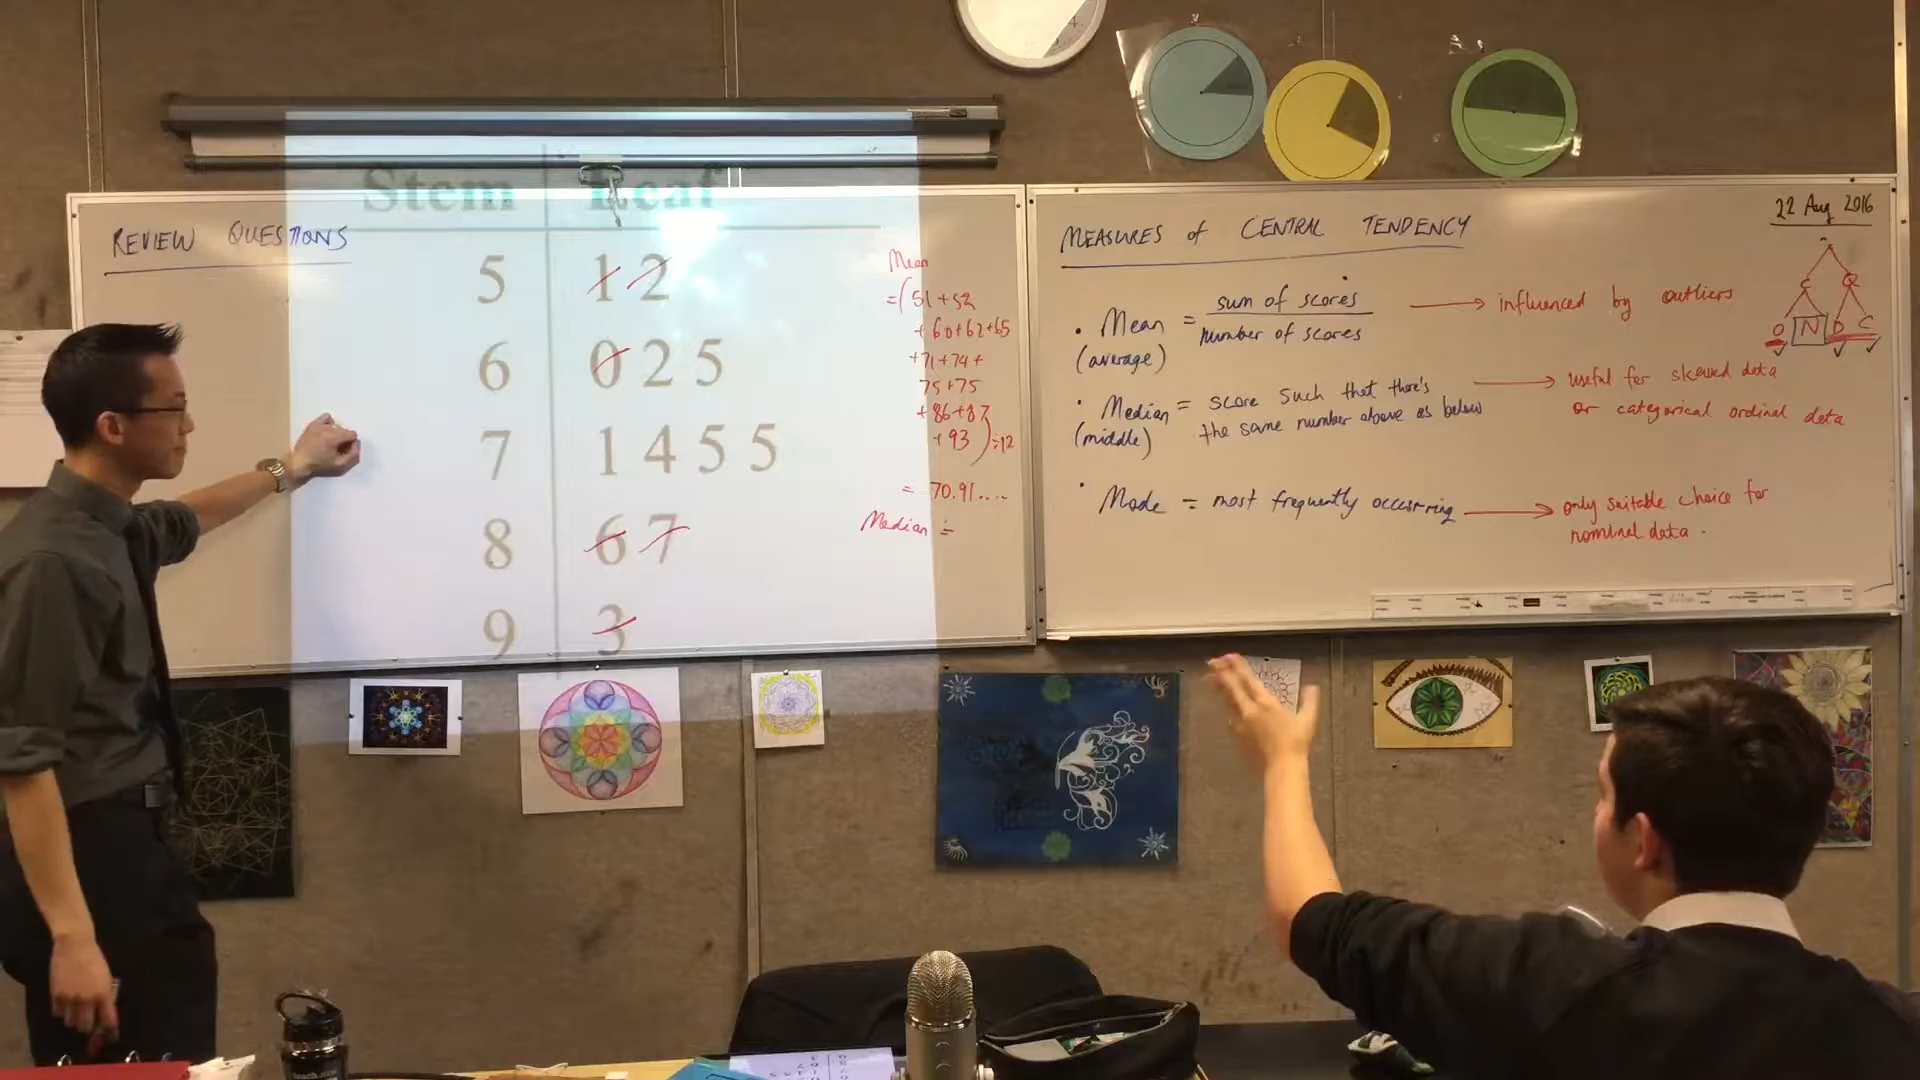 REVIEW QUESTIONS
Stem Leaf
5 1 2
6 0 2 5
7 1 4 5 5
8 6 7
9 3
Mean
= (51 + 52
+ 60 + 62 + 65
+ 71 + 74 +
75 + 75
+ 86 + 87
+ 93) ÷ 12
= 70.91....
Median =
22 Aug 2016
MEASURES of CENTRAL TENDENCY
• Mean = sum of scores
number of scores
(average)
→ influenced by outliers
C Q
O N D C
• Median = score such that there's
(middle) the same number above as below
→ useful for skewed data
or categorical ordinal data
• Mode = most frequently occurring
→ only suitable choice for
nominal data.